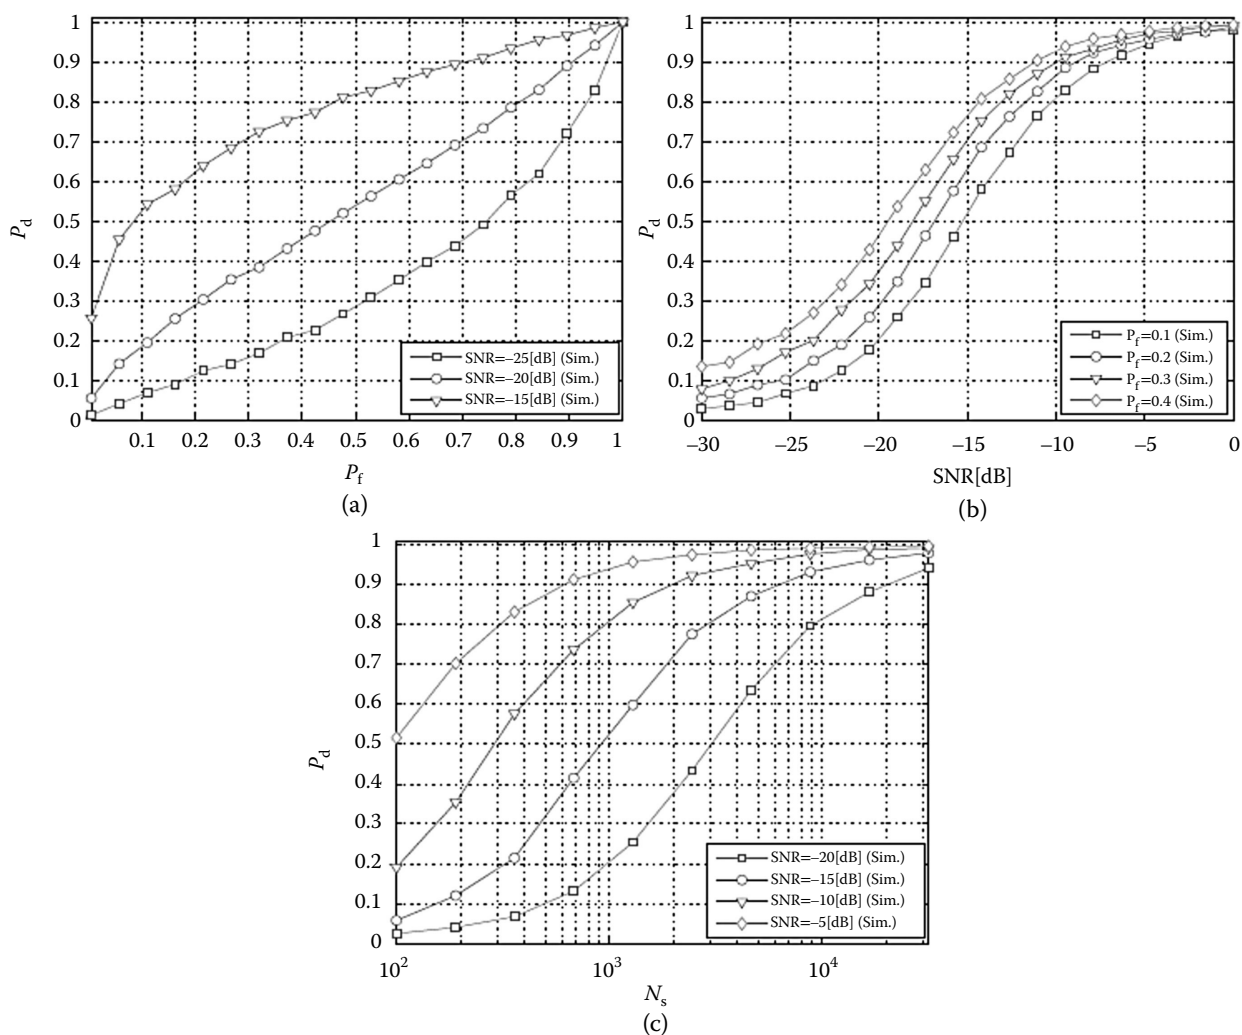 1
0.9
0.8
0.7
0.6
0.5
0.4
0.3
0.2
0.1
0
P_d
0.1 0.2 0.3 0.4 0.5 0.6 0.7 0.8 0.9 1
P_f
SNR=−25[dB] (Sim.)
SNR=−20[dB] (Sim.)
SNR=−15[dB] (Sim.)
(a)
1
0.9
0.8
0.7
0.6
0.5
0.4
0.3
0.2
0.1
0
P_d
−30 −25 −20 −15 −10 −5 0
SNR[dB]
P_f=0.1 (Sim.)
P_f=0.2 (Sim.)
P_f=0.3 (Sim.)
P_f=0.4 (Sim.)
(b)
1
0.9
0.8
0.7
0.6
0.5
0.4
0.3
0.2
0.1
0
P_d
10^2 10^3 10^4
N_s
SNR=−20[dB] (Sim.)
SNR=−15[dB] (Sim.)
SNR=−10[dB] (Sim.)
SNR=−5[dB] (Sim.)
(c)